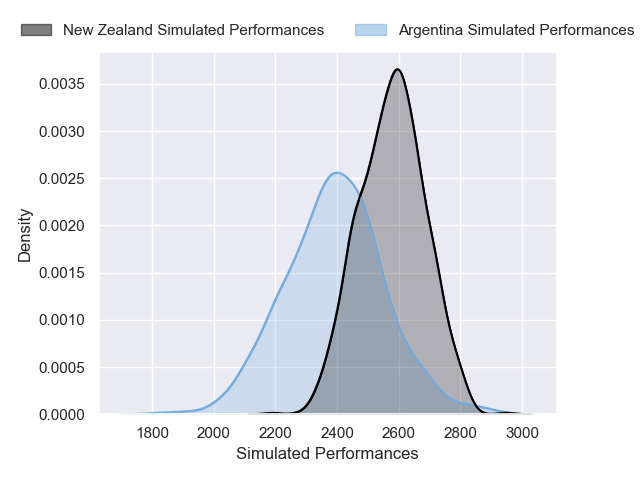 New Zealand Simulated Performances Argentina Simulated Performances
0.0035
0.0030
0.0025
0.0020
0.0015
0.0010
0.0005
0.0000
Density
1800 2000 2200 2400 2600 2800 3000
Simulated Performances